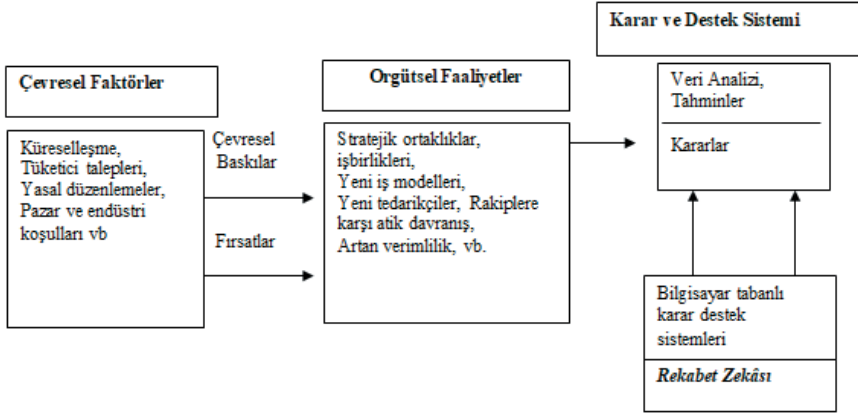 Çevresel Faktörler
Küreselleşme,
Tüketici talepleri,
Yasal düzenlemeler,
Pazar ve endüstri
koşulları vb
Çevresel
Baskılar
Fırsatlar
Orgütsel Faaliyetler
Stratejik ortaklıklar,
işbirlikleri,
Yeni iş modelleri,
Yeni tedarikçiler, Rakiplere
karşı atik davranış,
Artan verimlilik, vb.
Karar ve Destek Sistemi
Veri Analizi,
Tahminler
Kararlar
Bilgisayar tabanlı
karar destek
sistemleri
Rekabet Zekâsı